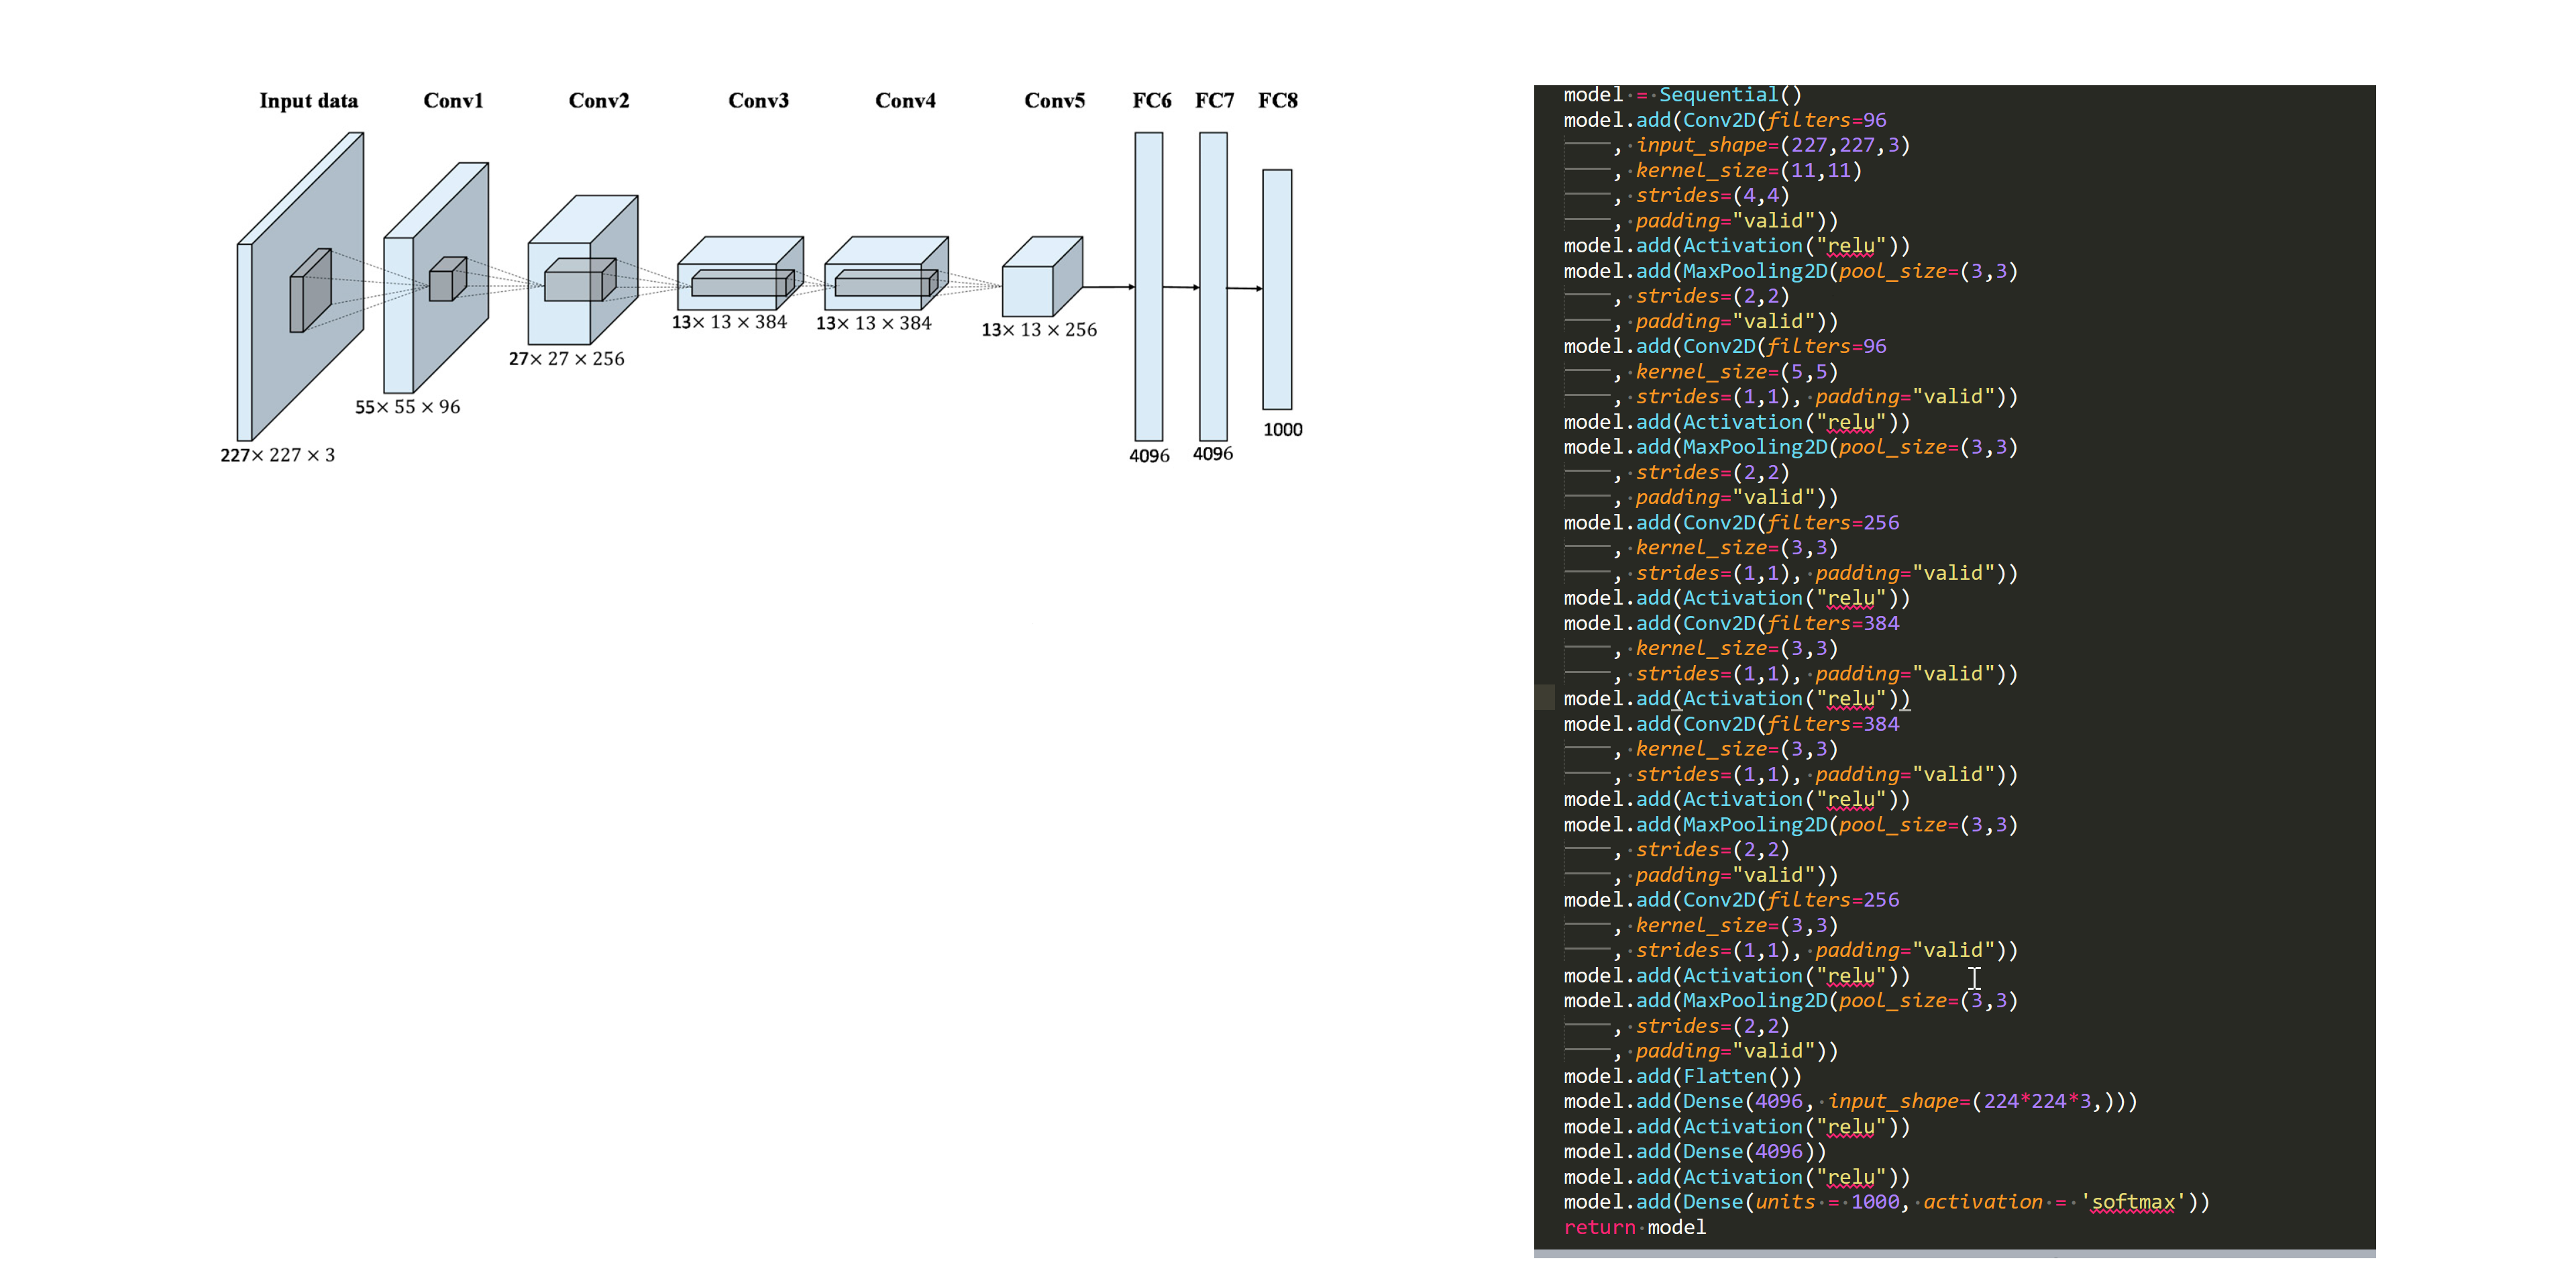 Input data Conv1 Conv2 Conv3 Conv4 Conv5 FC6 FC7 FC8
13× 13 × 384 13× 13 × 384 13× 13 × 256
27× 27 × 256
55× 55 × 96
1000
227× 227 × 3 4096 4096
model = Sequential()
model.add(Conv2D(filters=96
, input_shape=(227,227,3)
, kernel_size=(11,11)
, strides=(4,4)
, padding="valid"))
model.add(Activation("relu"))
model.add(MaxPooling2D(pool_size=(3,3)
, strides=(2,2)
, padding="valid"))
model.add(Conv2D(filters=96
, kernel_size=(5,5)
, strides=(1,1), padding="valid"))
model.add(Activation("relu"))
model.add(MaxPooling2D(pool_size=(3,3)
, strides=(2,2)
, padding="valid"))
model.add(Conv2D(filters=256
, kernel_size=(3,3)
, strides=(1,1), padding="valid"))
model.add(Activation("relu"))
model.add(Conv2D(filters=384
, kernel_size=(3,3)
, strides=(1,1), padding="valid"))
model.add(Activation("relu"))
model.add(Conv2D(filters=384
, kernel_size=(3,3)
, strides=(1,1), padding="valid"))
model.add(Activation("relu"))
model.add(MaxPooling2D(pool_size=(3,3)
, strides=(2,2)
, padding="valid"))
model.add(Conv2D(filters=256
, kernel_size=(3,3)
, strides=(1,1), padding="valid"))
model.add(Activation("relu"))
model.add(MaxPooling2D(pool_size=(3,3)
, strides=(2,2)
, padding="valid"))
model.add(Flatten())
model.add(Dense(4096, input_shape=(224*224*3,)))
model.add(Activation("relu"))
model.add(Dense(4096))
model.add(Activation("relu"))
model.add(Dense(units = 1000, activation = 'softmax'))
return model